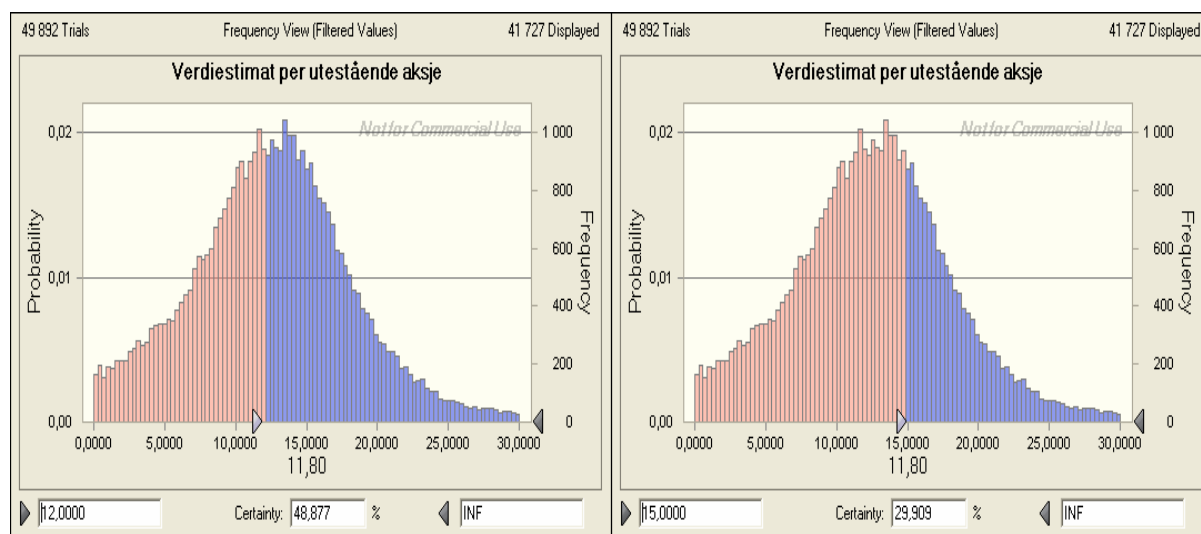 49 892 Trials Frequency View (Filtered Values) 41 727 Displayed
Verdiestimat per utestående aksje
Not for Commercial Use
0,02
0,01
0,00
Probability
1 000
800
600
400
200
0
Frequency
0,0000 5,0000 10,0000 15,0000 20,0000 25,0000 30,0000
11,80
12,0000 Certainty: 48,877 % INF
49 892 Trials Frequency View (Filtered Values) 41 727 Displayed
Verdiestimat per utestående aksje
Not for Commercial Use
0,02
0,01
0,00
Probability
1 000
800
600
400
200
0
Frequency
0,0000 5,0000 10,0000 15,0000 20,0000 25,0000 30,0000
11,80
15,0000 Certainty: 29,909 % INF